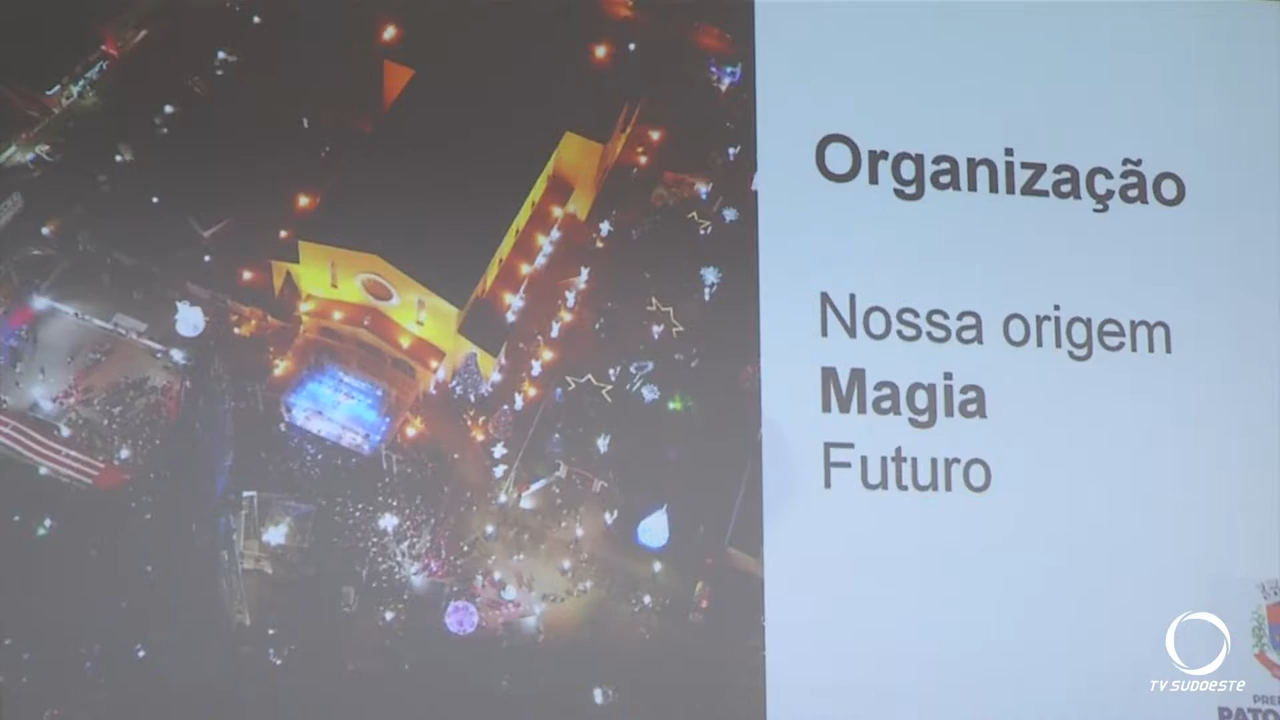 Organização
Nossa origem
Magia
Futuro
TV SUDOESTE